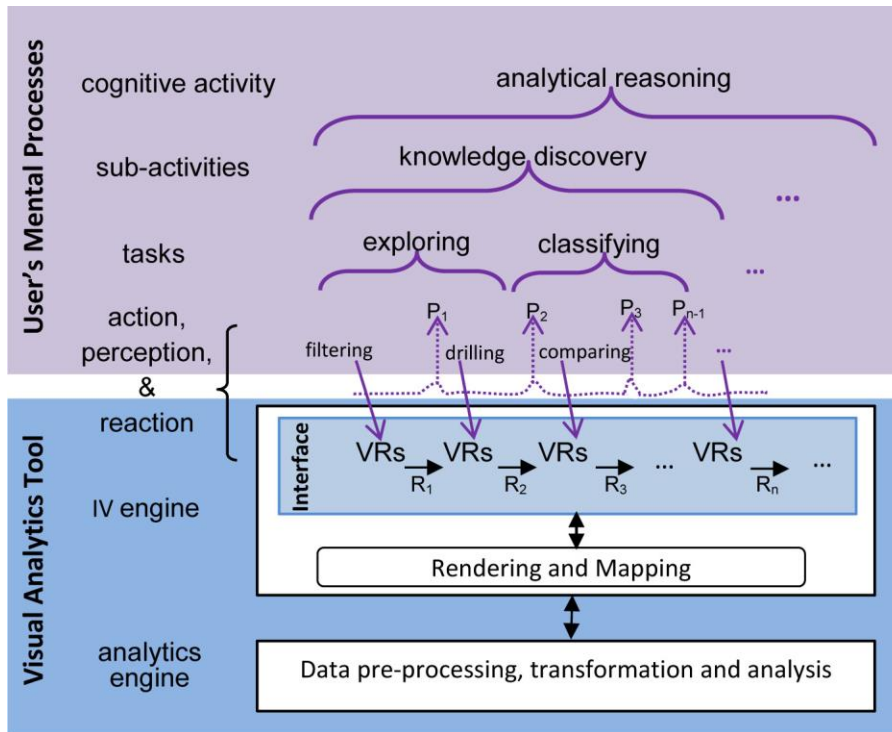 User's Mental Processes
cognitive activity
analytical reasoning
sub-activities
knowledge discovery
...
tasks
exploring
classifying
...
action,
perception,
&
reaction
P1
P2
P3
Pn-1
filtering
drilling
comparing
...
Visual Analytics Tool
Interface
VRs
VRs
VRs
...
VRs
...
R1
R2
R3
Rn
IV engine
Rendering and Mapping
analytics
engine
Data pre-processing, transformation and analysis